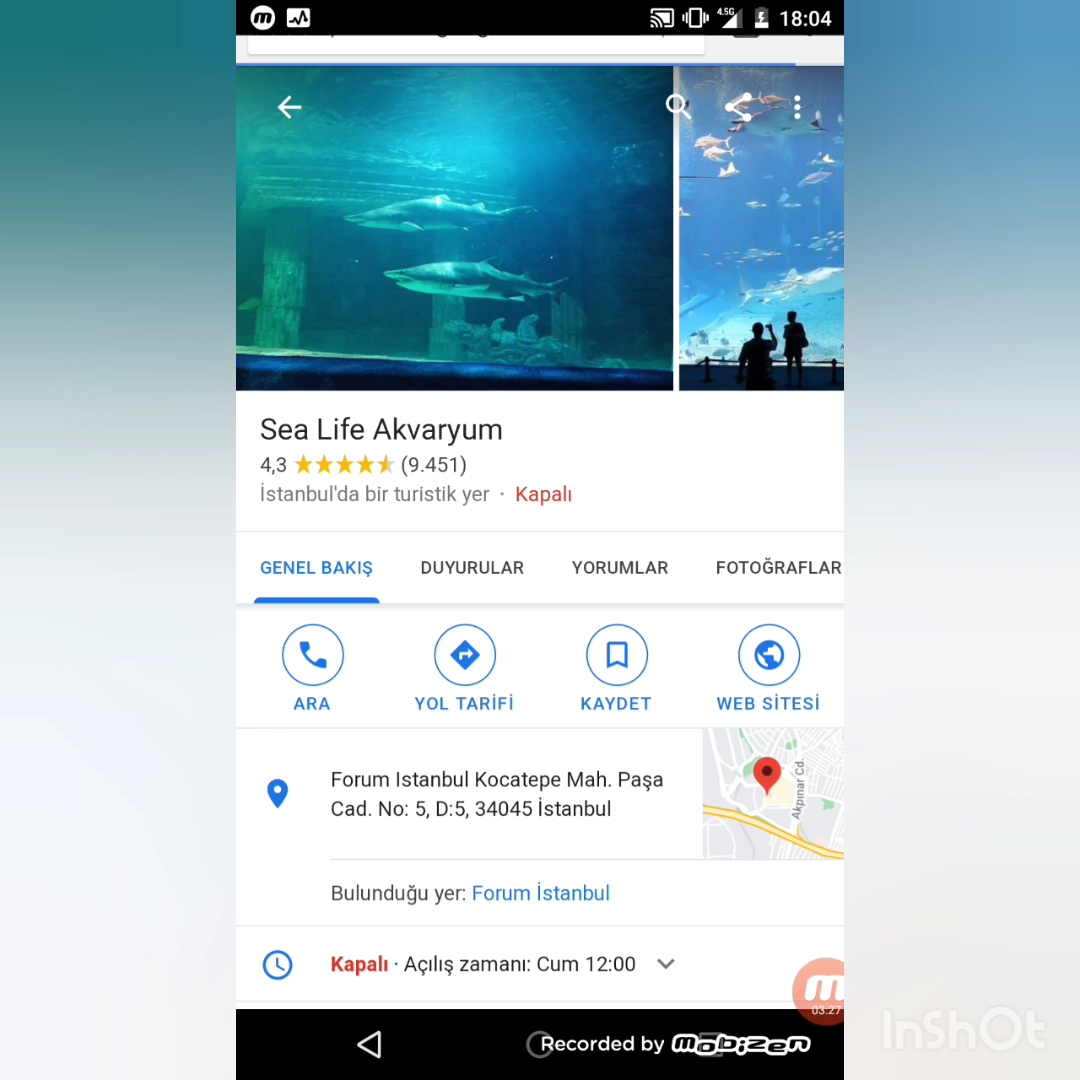 4.5G 18:04
Sea Life Akvaryum
4,3 (9.451)
İstanbul'da bir turistik yer · Kapalı
GENEL BAKIŞ DUYURULAR YORUMLAR FOTOĞRAFLAR
ARA YOL TARİFİ KAYDET WEB SİTESİ
Forum Istanbul Kocatepe Mah. Paşa
Cad. No: 5, D:5, 34045 İstanbul
Akpınar Cd.
Bulunduğu yer: Forum İstanbul
Kapalı · Açılış zamanı: Cum 12:00
03:27
Recorded by mobizen
InShOt